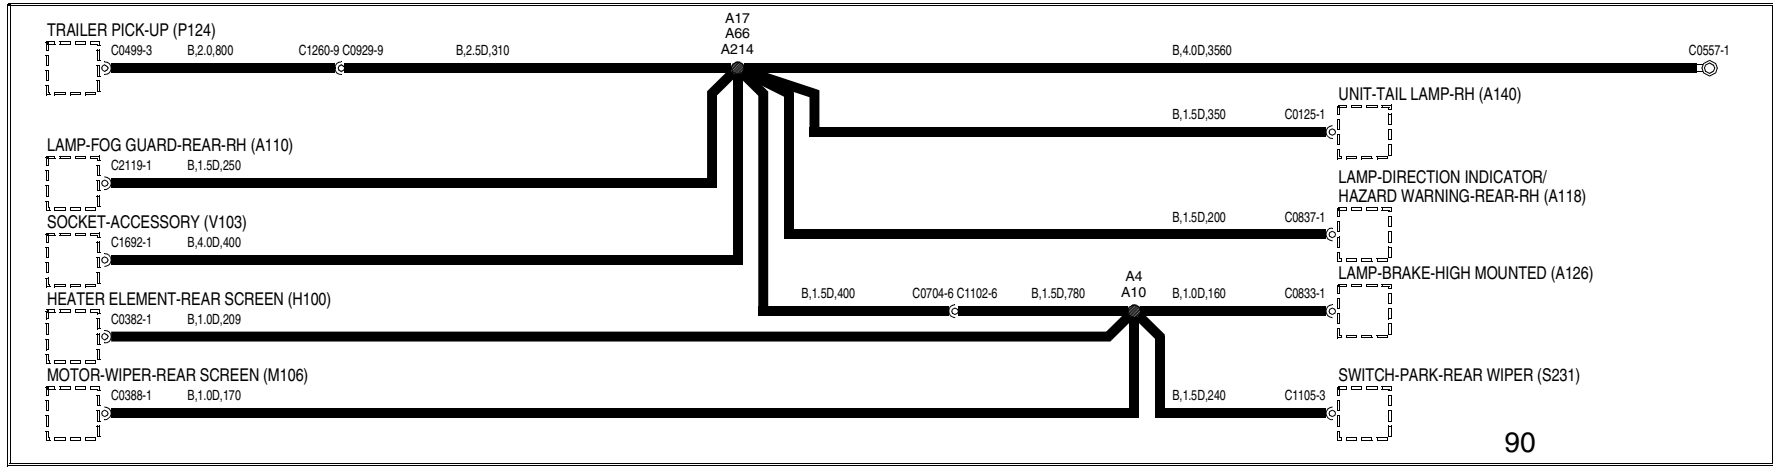 A17
A66
A214
TRAILER PICK-UP (P124)
C0499-3 B,2.0,800 C1260-9 C0929-9 B,2.5D,310 B,4.0D,3560 C0557-1
UNIT-TAIL LAMP-RH (A140)
B,1.5D,350 C0125-1
LAMP-FOG GUARD-REAR-RH (A110)
C2119-1 B,1.5D,250
LAMP-DIRECTION INDICATOR/
HAZARD WARNING-REAR-RH (A118)
B,1.5D,200 C0837-1
SOCKET-ACCESSORY (V103)
C1692-1 B,4.0D,400
LAMP-BRAKE-HIGH MOUNTED (A126)
A4
A10
B,1.5D,400 C0704-6 C1102-6 B,1.5D,780 B,1.0D,160 C0833-1
HEATER ELEMENT-REAR SCREEN (H100)
C0382-1 B,1.0D,209
MOTOR-WIPER-REAR SCREEN (M106)
C0388-1 B,1.0D,170
SWITCH-PARK-REAR WIPER (S231)
B,1.5D,240 C1105-3
90